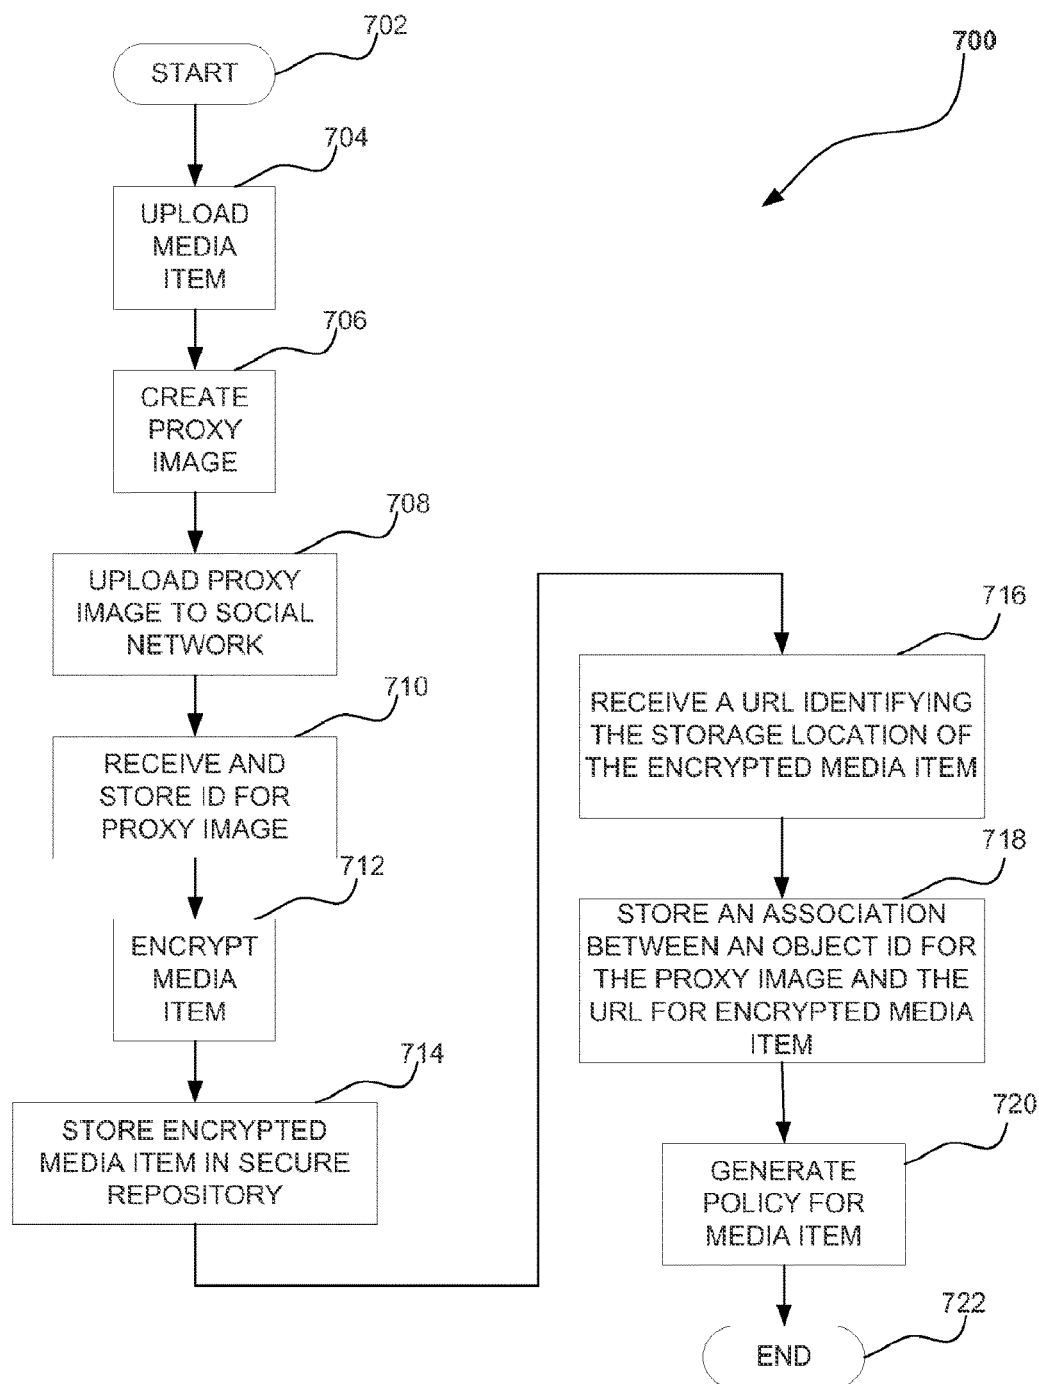 702
START
700
704
UPLOAD
MEDIA
ITEM
706
CREATE
PROXY
IMAGE
708
UPLOAD PROXY
IMAGE TO SOCIAL
NETWORK
710
RECEIVE AND
STORE ID FOR
PROXY IMAGE
712
ENCRYPT
MEDIA
ITEM
714
STORE ENCRYPTED
MEDIA ITEM IN SECURE
REPOSITORY
716
RECEIVE A URL IDENTIFYING
THE STORAGE LOCATION OF
THE ENCRYPTED MEDIA ITEM
718
STORE AN ASSOCIATION
BETWEEN AN OBJECT ID FOR
THE PROXY IMAGE AND THE
URL FOR ENCRYPTED MEDIA
ITEM
720
GENERATE
POLICY FOR
MEDIA ITEM
722
END